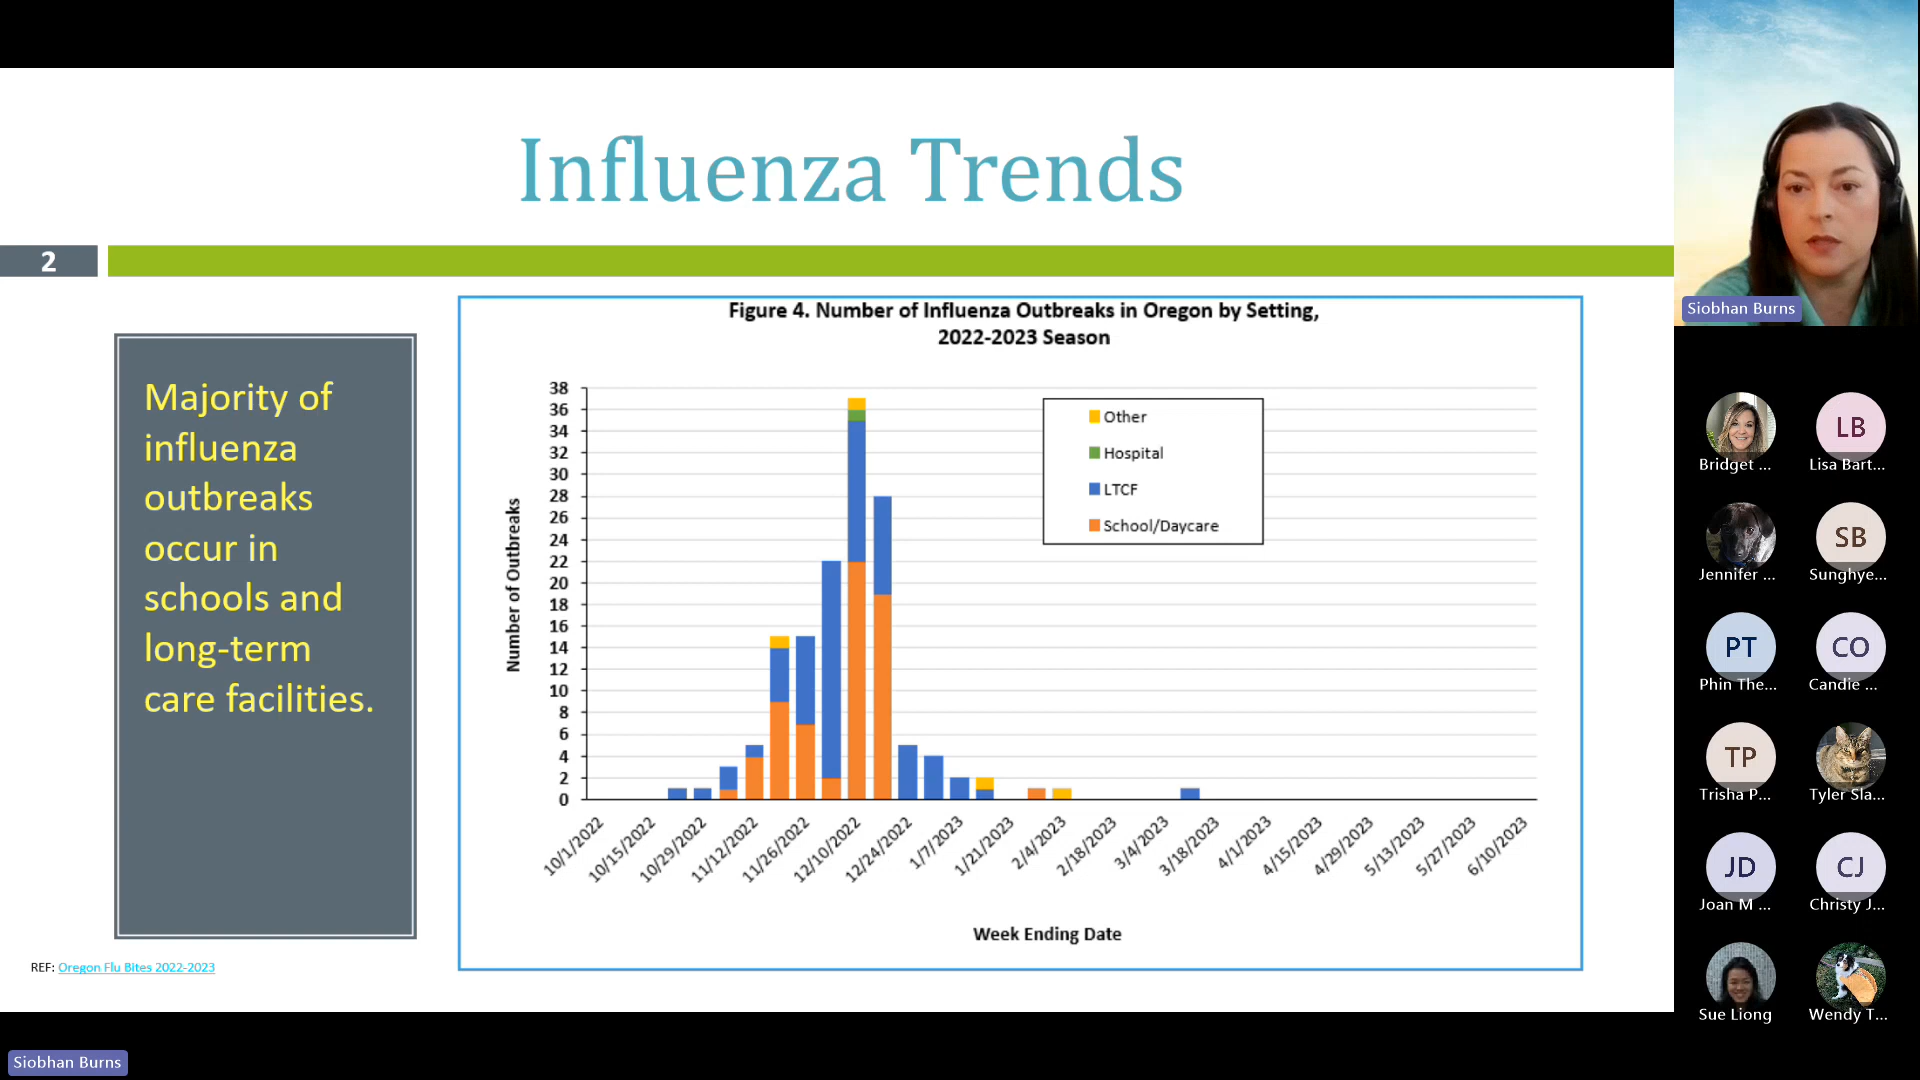 Influenza Trends
2
Majority of
influenza
outbreaks
occur in
schools and
long-term
care facilities.
Figure 4. Number of Influenza Outbreaks in Oregon by Setting,
2022-2023 Season
Number of Outbreaks
38
36
34
32
30
28
26
24
22
20
18
16
14
12
10
8
6
4
2
0
Other
Hospital
LTCF
School/Daycare
10/1/2022
10/15/2022
10/29/2022
11/12/2022
11/26/2022
12/10/2022
12/24/2022
1/7/2023
1/21/2023
2/4/2023
2/18/2023
3/4/2023
3/18/2023
4/1/2023
4/15/2023
4/29/2023
5/13/2023
5/27/2023
6/10/2023
Week Ending Date
REF: Oregon Flu Bites 2022-2023
Siobhan Burns
Siobhan Burns
Bridget ...
LB
Lisa Bart...
Jennifer ...
SB
Sunghye...
PT
Phin The...
CO
Candie ...
TP
Trisha P...
Tyler Sla...
JD
Joan M ...
CJ
Christy J...
Sue Liong
Wendy T...